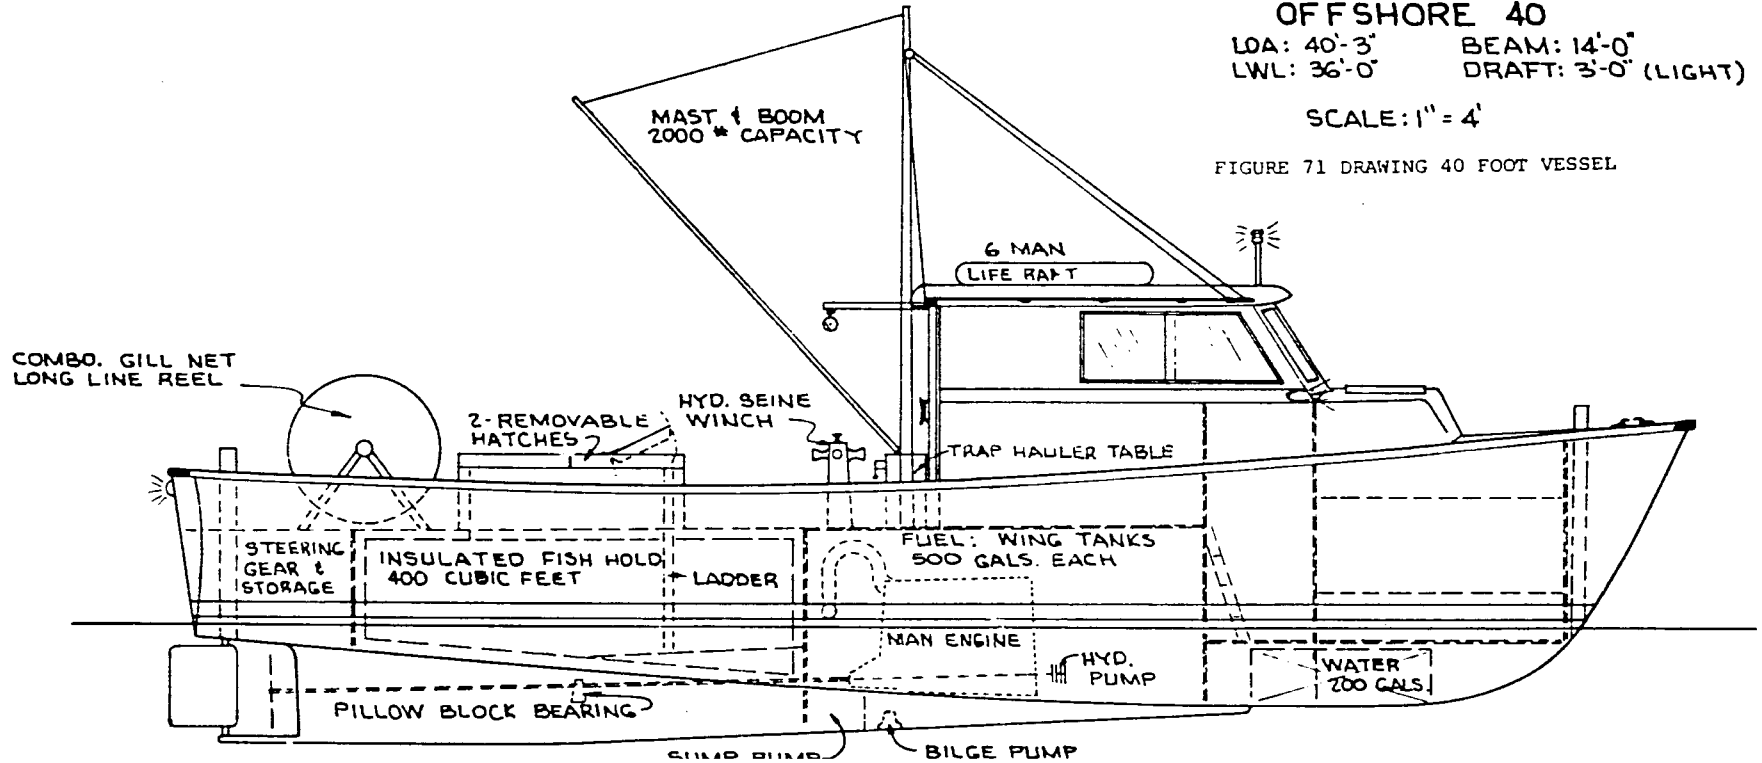 OFFSHORE 40
LOA: 40'-3" BEAM: 14'-0"
LWL: 36'-0" DRAFT: 3'-0" (LIGHT)
SCALE: 1" = 4'
FIGURE 71 DRAWING 40 FOOT VESSEL
MAST & BOOM
2000 # CAPACITY
6 MAN
LIFE RAFT
COMBO. GILL NET
LONG LINE REEL
2-REMOVABLE
HATCHES
HYD. SEINE
WINCH
TRAP HAULER TABLE
STEERING
GEAR &
STORAGE
INSULATED FISH HOLD
400 CUBIC FEET
LADDER
FUEL: WING TANKS
500 GALS. EACH
MAN ENGINE
HYD.
PUMP
WATER
200 GALS.
PILLOW BLOCK BEARING
SUMP PUMP
BILGE PUMP